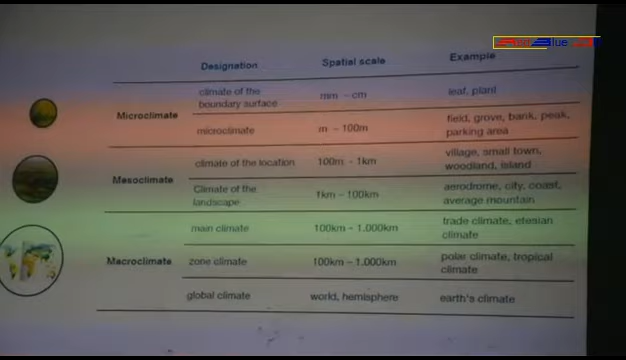 Designation Spatial scale Example
climate of the
boundary surface mm – cm leaf, plant
Microclimate
microclimate m – 100m field, grove, bank, peak,
parking area
climate of the location 100m - 1km village, small town,
woodland, island
Mesoclimate
Climate of the
landscape 1km – 100km aerodrome, city, coast,
average mountain
main climate 100km – 1.000km trade climate, etesian
climate
Macroclimate zone climate 100km – 1.000km polar climate, tropical
climate
global climate world, hemisphere earth's climate